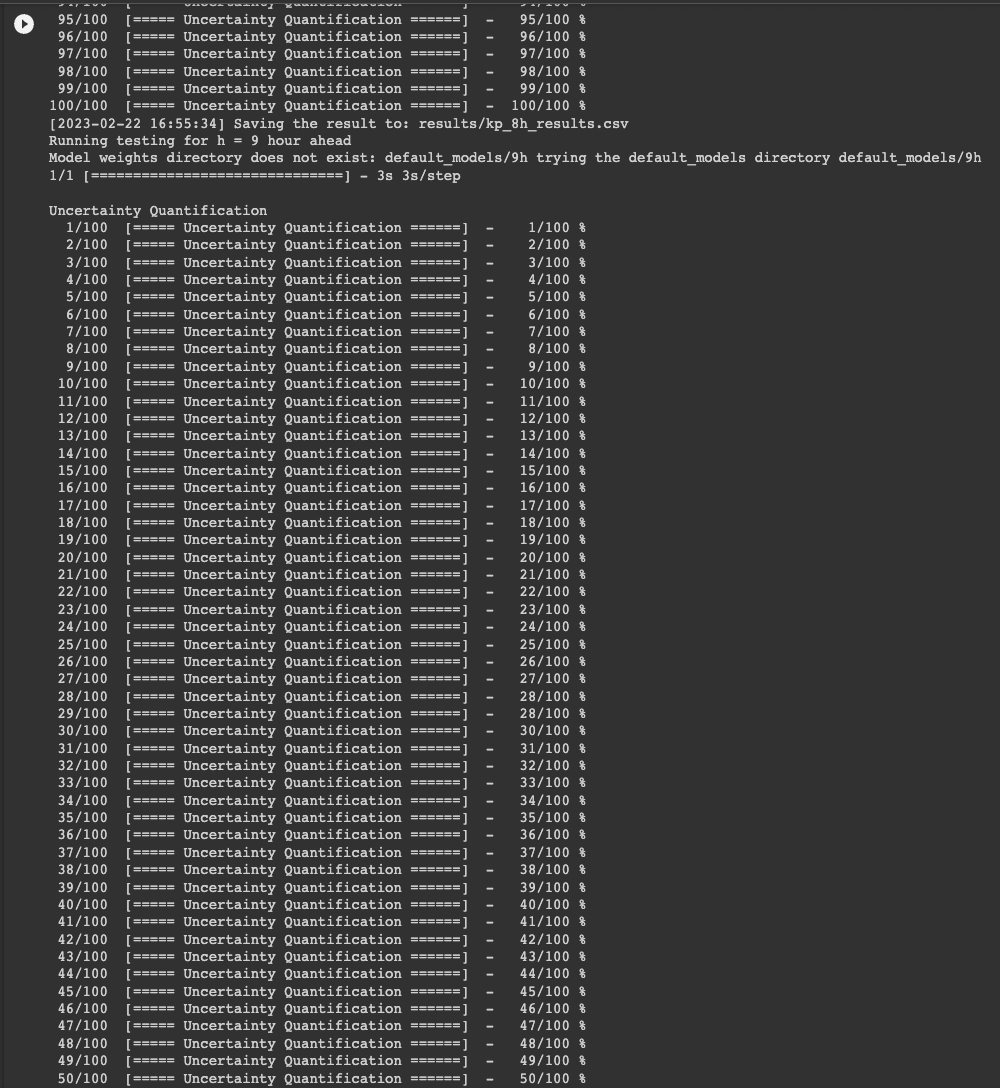 95/100  [===== Uncertainty Quantification ======]  -   95/100 %
96/100  [===== Uncertainty Quantification ======]  -   96/100 %
97/100  [===== Uncertainty Quantification ======]  -   97/100 %
98/100  [===== Uncertainty Quantification ======]  -   98/100 %
99/100  [===== Uncertainty Quantification ======]  -   99/100 %
100/100  [===== Uncertainty Quantification ======]  -  100/100 %
[2023-02-22 16:55:34] Saving the result to: results/kp_8h_results.csv
Running testing for h = 9 hour ahead
Model weights directory does not exist: default_models/9h trying the default_models directory default_models/9h
1/1 [==============================] - 3s 3s/step
Uncertainty Quantification
1/100  [===== Uncertainty Quantification ======]  -    1/100 %
2/100  [===== Uncertainty Quantification ======]  -    2/100 %
3/100  [===== Uncertainty Quantification ======]  -    3/100 %
4/100  [===== Uncertainty Quantification ======]  -    4/100 %
5/100  [===== Uncertainty Quantification ======]  -    5/100 %
6/100  [===== Uncertainty Quantification ======]  -    6/100 %
7/100  [===== Uncertainty Quantification ======]  -    7/100 %
8/100  [===== Uncertainty Quantification ======]  -    8/100 %
9/100  [===== Uncertainty Quantification ======]  -    9/100 %
10/100  [===== Uncertainty Quantification ======]  -   10/100 %
11/100  [===== Uncertainty Quantification ======]  -   11/100 %
12/100  [===== Uncertainty Quantification ======]  -   12/100 %
13/100  [===== Uncertainty Quantification ======]  -   13/100 %
14/100  [===== Uncertainty Quantification ======]  -   14/100 %
15/100  [===== Uncertainty Quantification ======]  -   15/100 %
16/100  [===== Uncertainty Quantification ======]  -   16/100 %
17/100  [===== Uncertainty Quantification ======]  -   17/100 %
18/100  [===== Uncertainty Quantification ======]  -   18/100 %
19/100  [===== Uncertainty Quantification ======]  -   19/100 %
20/100  [===== Uncertainty Quantification ======]  -   20/100 %
21/100  [===== Uncertainty Quantification ======]  -   21/100 %
22/100  [===== Uncertainty Quantification ======]  -   22/100 %
23/100  [===== Uncertainty Quantification ======]  -   23/100 %
24/100  [===== Uncertainty Quantification ======]  -   24/100 %
25/100  [===== Uncertainty Quantification ======]  -   25/100 %
26/100  [===== Uncertainty Quantification ======]  -   26/100 %
27/100  [===== Uncertainty Quantification ======]  -   27/100 %
28/100  [===== Uncertainty Quantification ======]  -   28/100 %
29/100  [===== Uncertainty Quantification ======]  -   28/100 %
30/100  [===== Uncertainty Quantification ======]  -   30/100 %
31/100  [===== Uncertainty Quantification ======]  -   31/100 %
32/100  [===== Uncertainty Quantification ======]  -   32/100 %
33/100  [===== Uncertainty Quantification ======]  -   33/100 %
34/100  [===== Uncertainty Quantification ======]  -   34/100 %
35/100  [===== Uncertainty Quantification ======]  -   35/100 %
36/100  [===== Uncertainty Quantification ======]  -   36/100 %
37/100  [===== Uncertainty Quantification ======]  -   37/100 %
38/100  [===== Uncertainty Quantification ======]  -   38/100 %
39/100  [===== Uncertainty Quantification ======]  -   39/100 %
40/100  [===== Uncertainty Quantification ======]  -   40/100 %
41/100  [===== Uncertainty Quantification ======]  -   41/100 %
42/100  [===== Uncertainty Quantification ======]  -   42/100 %
43/100  [===== Uncertainty Quantification ======]  -   43/100 %
44/100  [===== Uncertainty Quantification ======]  -   44/100 %
45/100  [===== Uncertainty Quantification ======]  -   45/100 %
46/100  [===== Uncertainty Quantification ======]  -   46/100 %
47/100  [===== Uncertainty Quantification ======]  -   47/100 %
48/100  [===== Uncertainty Quantification ======]  -   48/100 %
49/100  [===== Uncertainty Quantification ======]  -   49/100 %
50/100  [===== Uncertainty Quantification ======]  -   50/100 %